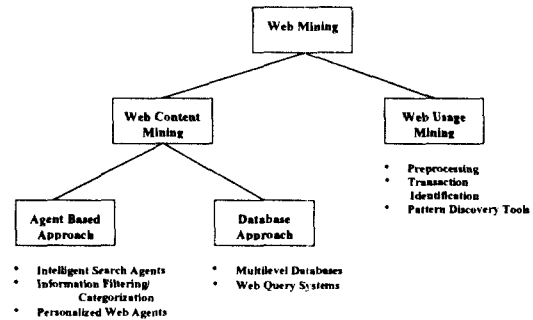 Web Mining
Web Content
Mining
Web Usage
Mining
• Preprocessing
• Transaction
Identification
• Pattern Discovery Tools
Agent Based
Approach
Database
Approach
• Intelligent Search Agents
• Information Filtering/
Categorization
• Personalized Web Agents
• Multilevel Databases
• Web Query Systems